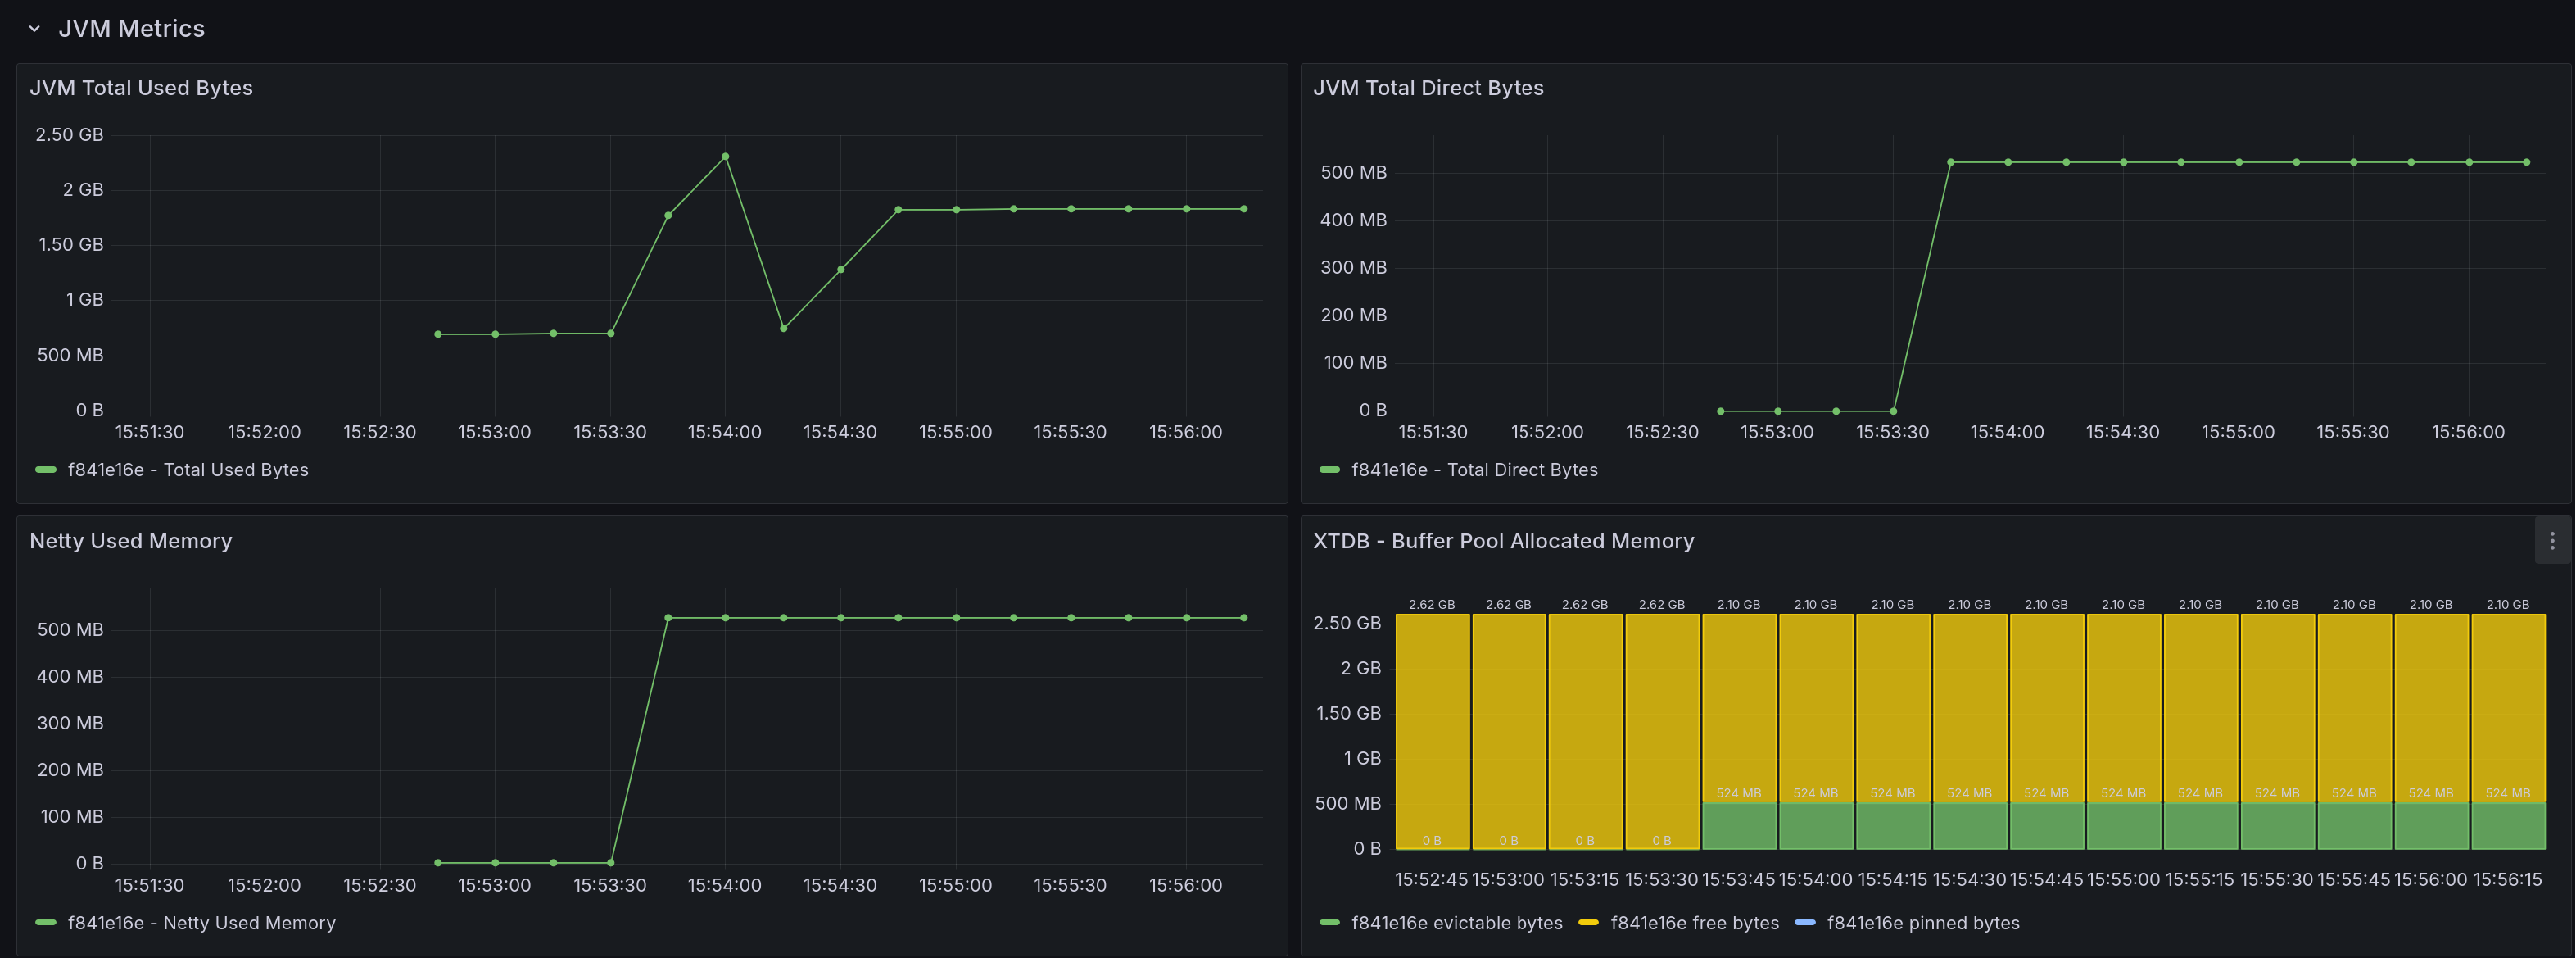 JVM Metrics
JVM Total Used Bytes
2.50 GB
2 GB
1.50 GB
1 GB
500 MB
0 B
15:51:30 15:52:00 15:52:30 15:53:00 15:53:30 15:54:00 15:54:30 15:55:00 15:55:30 15:56:00
f841e16e - Total Used Bytes
JVM Total Direct Bytes
500 MB
400 MB
300 MB
200 MB
100 MB
0 B
15:51:30 15:52:00 15:52:30 15:53:00 15:53:30 15:54:00 15:54:30 15:55:00 15:55:30 15:56:00
f841e16e - Total Direct Bytes
Netty Used Memory
500 MB
400 MB
300 MB
200 MB
100 MB
0 B
15:51:30 15:52:00 15:52:30 15:53:00 15:53:30 15:54:00 15:54:30 15:55:00 15:55:30 15:56:00
f841e16e - Netty Used Memory
XTDB - Buffer Pool Allocated Memory
2.62 GB 2.62 GB 2.62 GB 2.62 GB 2.10 GB 2.10 GB 2.10 GB 2.10 GB 2.10 GB 2.10 GB 2.10 GB 2.10 GB 2.10 GB 2.10 GB 2.10 GB
2.50 GB
2 GB
1.50 GB
1 GB
524 MB 524 MB 524 MB 524 MB 524 MB 524 MB 524 MB 524 MB 524 MB 524 MB 524 MB
500 MB
0 B 0 B 0 B 0 B
0 B
15:52:45 15:53:00 15:53:15 15:53:30 15:53:45 15:54:00 15:54:15 15:54:30 15:54:45 15:55:00 15:55:15 15:55:30 15:55:45 15:56:00 15:56:15
f841e16e evictable bytes f841e16e free bytes f841e16e pinned bytes